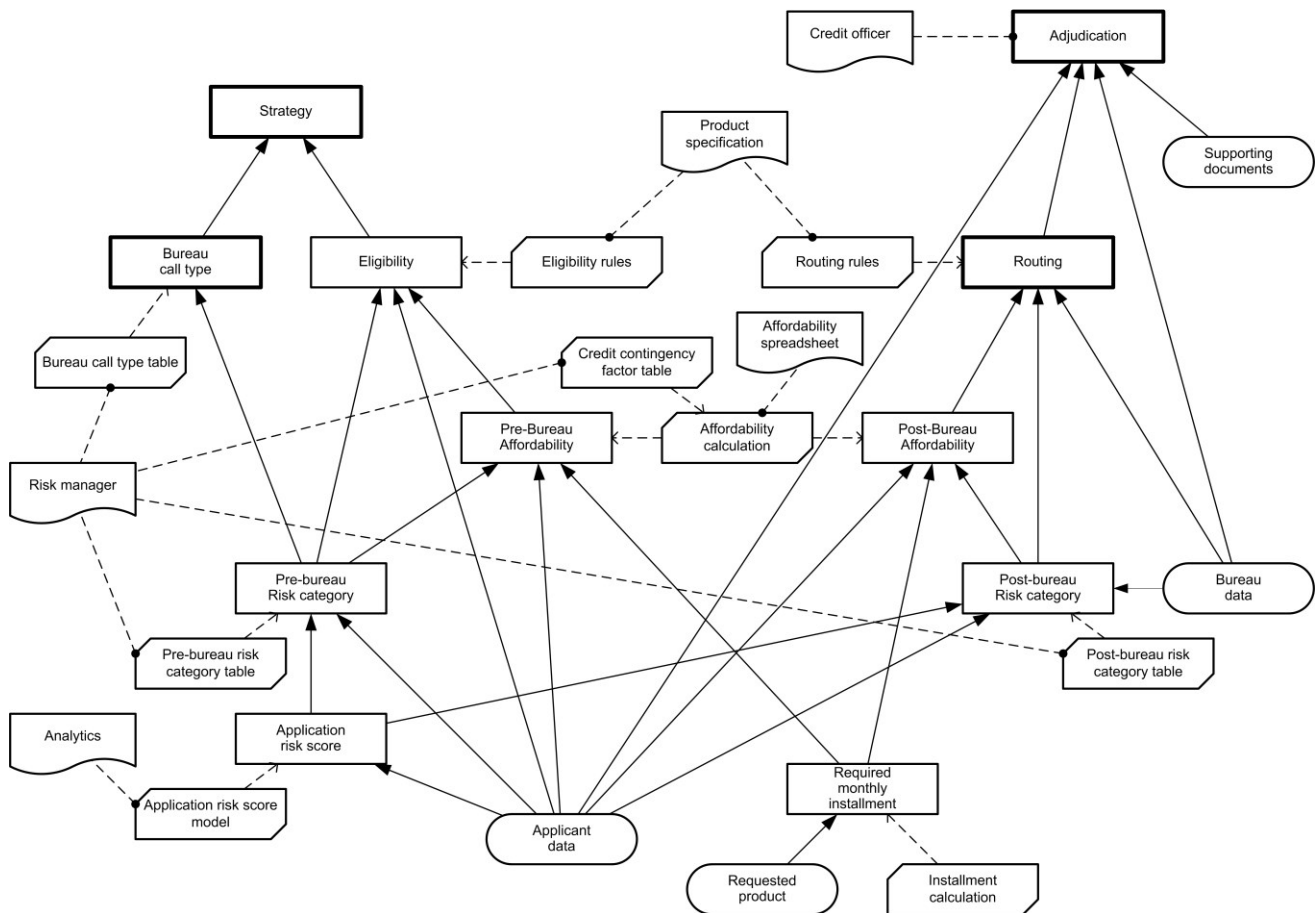 Credit officer
Adjudication
Strategy
Product
specification
Supporting
documents
Bureau
call type
Eligibility
Eligibility rules
Routing rules
Routing
Bureau call type table
Credit contingency
factor table
Affordability
spreadsheet
Pre-Bureau
Affordability
Affordability
calculation
Post-Bureau
Affordability
Risk manager
Pre-bureau
Risk category
Post-bureau
Risk category
Bureau
data
Pre-bureau risk
category table
Post-bureau risk
category table
Analytics
Application
risk score
Required
monthly
installment
Application risk score
model
Applicant
data
Requested
product
Installment
calculation